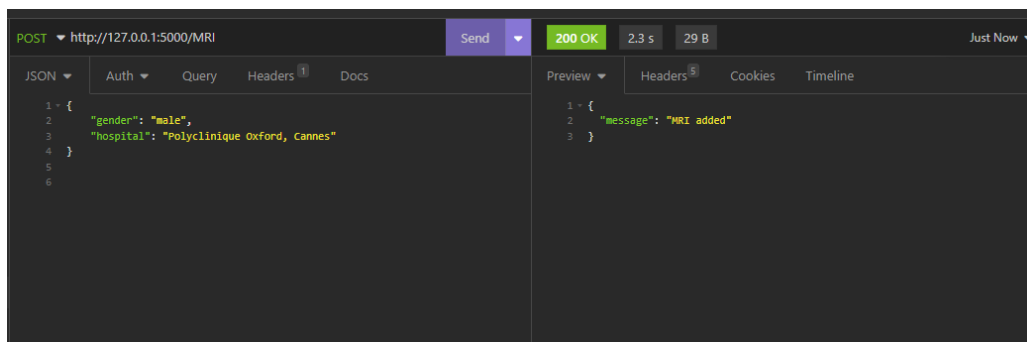 POST http://127.0.0.1:5000/MRI Send 200 OK 2.3 s 29 B Just Now
JSON Auth Query Headers 1 Docs Preview Headers 5 Cookies Timeline
1 {
2 "gender": "male",
3 "hospital": "Polyclinique Oxford, Cannes"
4 }
5
6
1 {
2 "message": "MRI added"
3 }